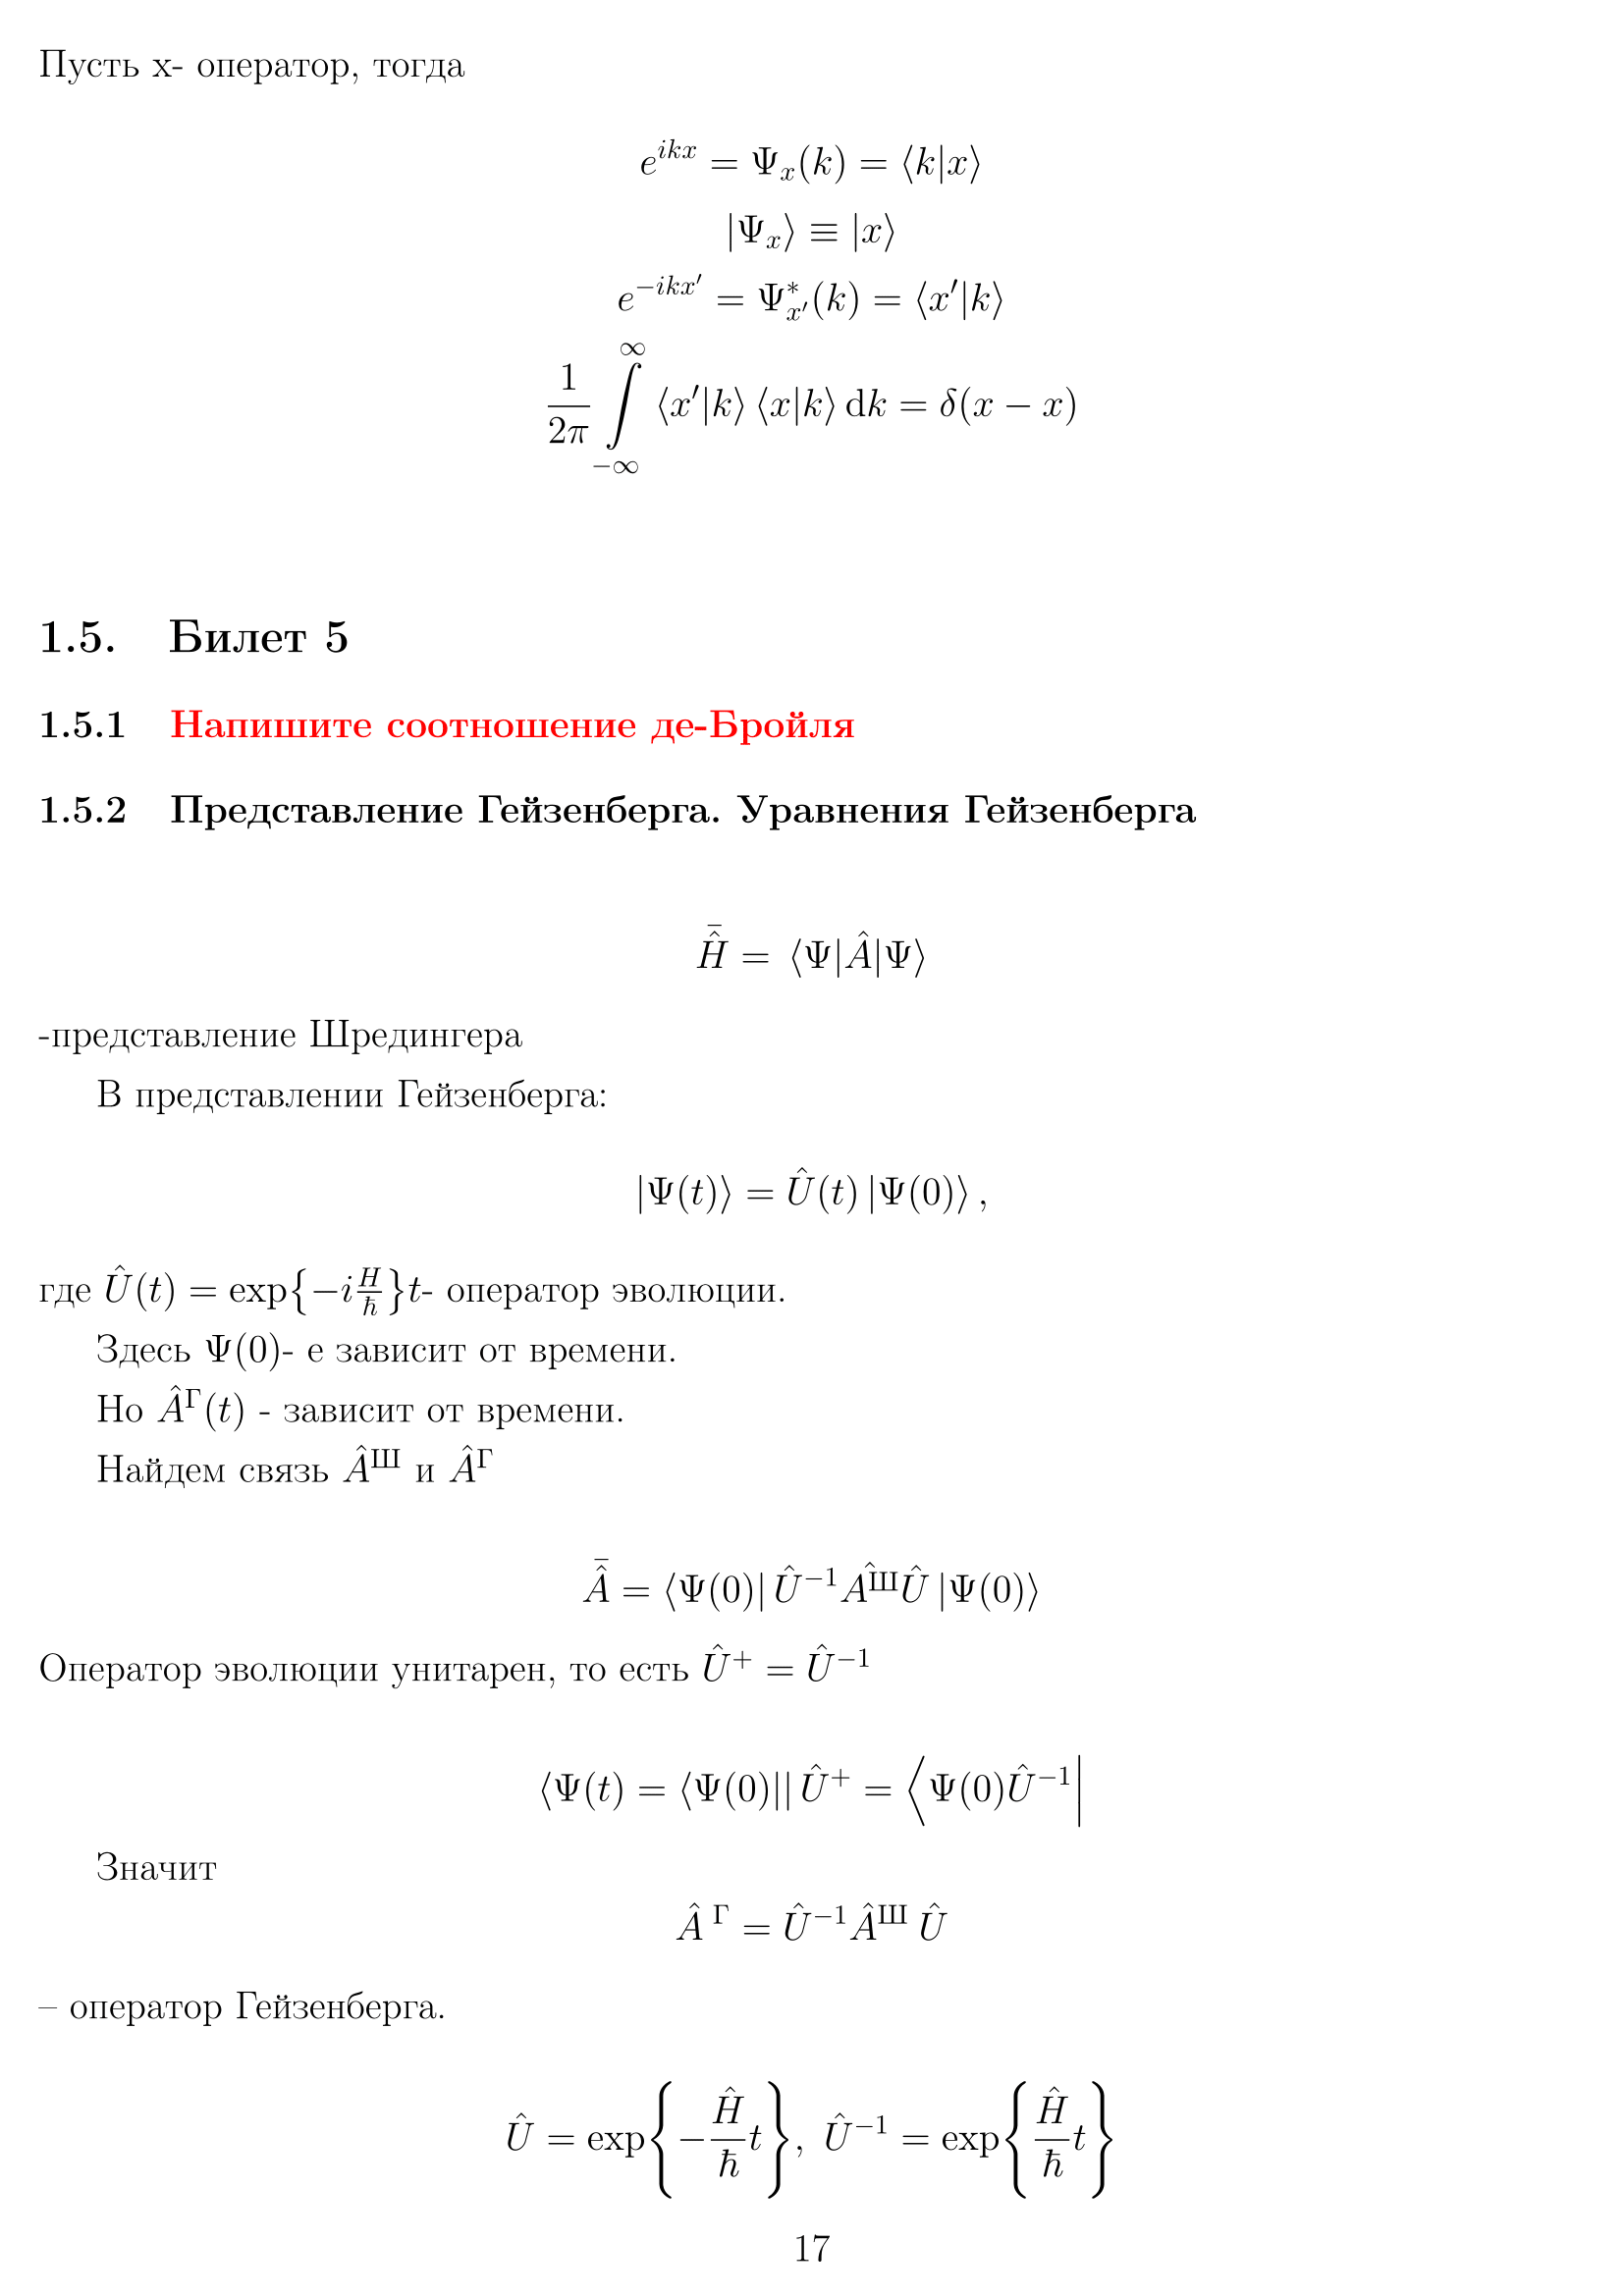 Пусть x- оператор, тогда
$e^{ikx} = \Psi_x(k) = \langle k|x\rangle$
$|\Psi_x\rangle \equiv |x\rangle$
$e^{-ikx'} = \Psi^*_{x'}(k) = \langle x'|k\rangle$
$\frac{1}{2\pi} \int\limits_{-\infty}^{\infty} \langle x'|k\rangle \langle x|k\rangle \, \mathrm{d}k = \delta(x - x)$
1.5. Билет 5
1.5.1 Напишите соотношение де-Бройля
1.5.2 Представление Гейзенберга. Уравнения Гейзенберга
$\bar{\hat{H}} = \langle\Psi|\hat{A}|\Psi\rangle$
-представление Шредингера
В представлении Гейзенберга:
$|\Psi(t)\rangle = \hat{U}(t) |\Psi(0)\rangle ,$
где $\hat{U}(t) = \exp\{-i\frac{H}{\hbar}\}t$- оператор эволюции.
Здесь $\Psi(0)$- е зависит от времени.
Но $\hat{A}^{\text{Г}}(t)$ - зависит от времени.
Найдем связь $\hat{A}^{\text{Ш}}$ и $\hat{A}^{\text{Г}}$
$\bar{\hat{A}} = \langle\Psi(0)| \hat{U}^{-1} \hat{A^{\text{Ш}}} \hat{U} |\Psi(0)\rangle$
Оператор эволюции унитарен, то есть $\hat{U}^{+} = \hat{U}^{-1}$
$\langle\Psi(t) = \langle\Psi(0)|| \hat{U}^{+} = \left\langle \Psi(0)\hat{U}^{-1} \right|$
Значит
$\hat{A}^{\text{Г}} = \hat{U}^{-1} \hat{A}^{\text{Ш}} \hat{U}$
– оператор Гейзенберга.
$\hat{U} = \exp\left\{-\frac{\hat{H}}{\hbar}t\right\}, \ \hat{U}^{-1} = \exp\left\{\frac{\hat{H}}{\hbar}t\right\}$
17